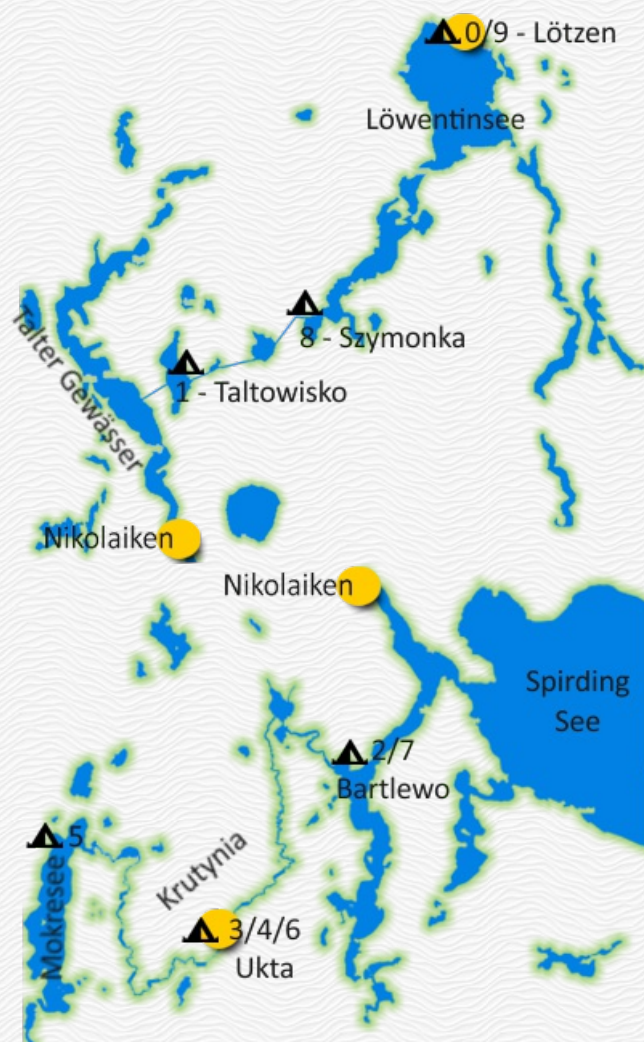 0/9 - Lötzen
Löwentinsee
8 - Szymonka
Talter Gewässer
1 - Taltowisko
Nikolaiken
Nikolaiken
Spirding
See
2/7
Bartlewo
5
Mokresee
Krutynia
3/4/6
Ukta